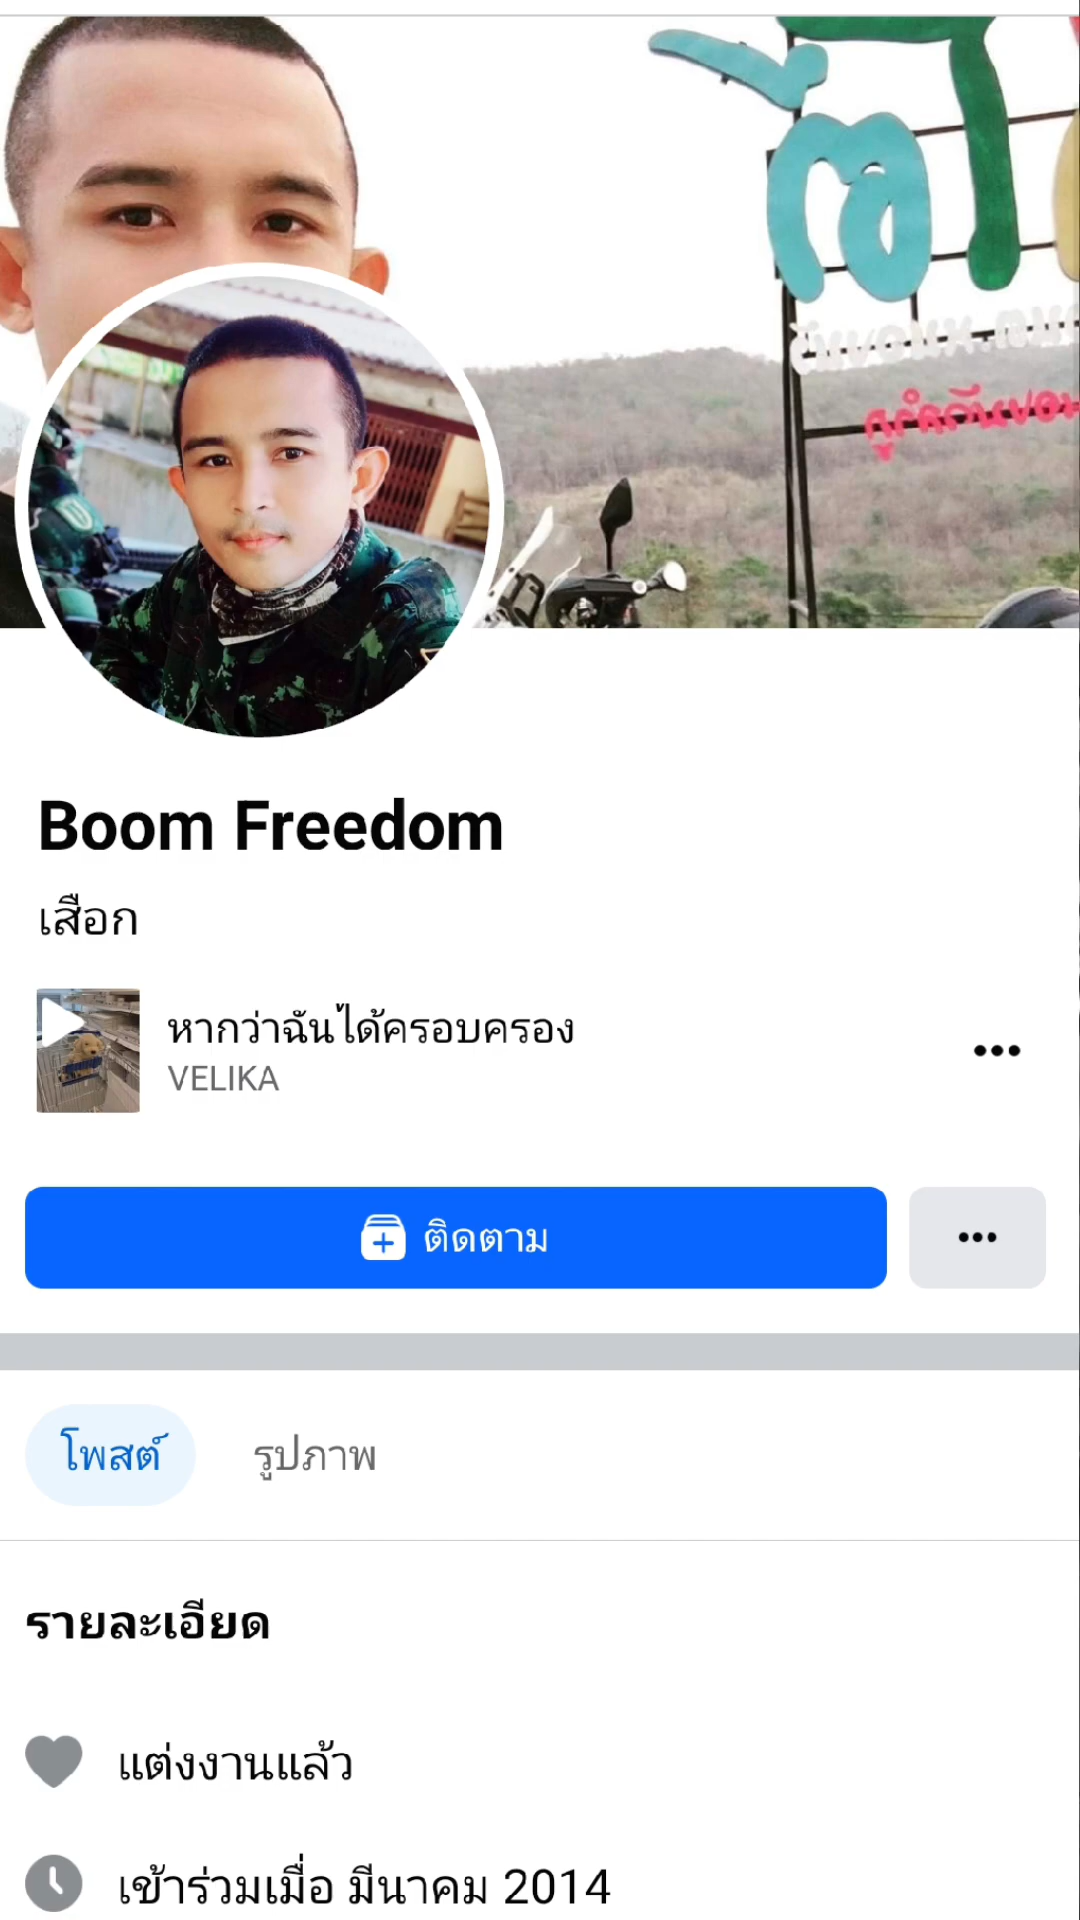 Boom Freedom
เสือก
หากว่าฉันได้ครอบครอง
VELIKA
ติดตาม
โพสต์
รูปภาพ
รายละเอียด
แต่งงานแล้ว
เข้าร่วมเมื่อ มีนาคม 2014